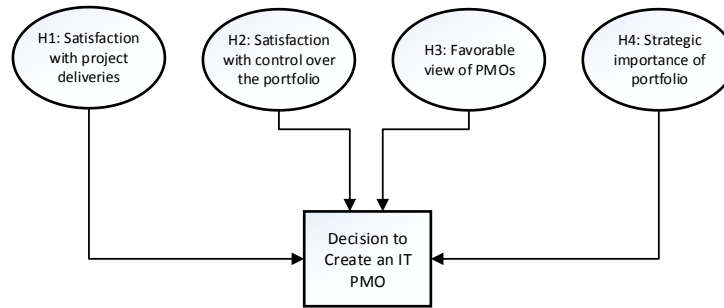 H1: Satisfaction
with project
deliveries
H2: Satisfaction
with control over
the portfolio
H3: Favorable
view of PMOs
H4: Strategic
importance of
portfolio
Decision to
Create an IT
PMO